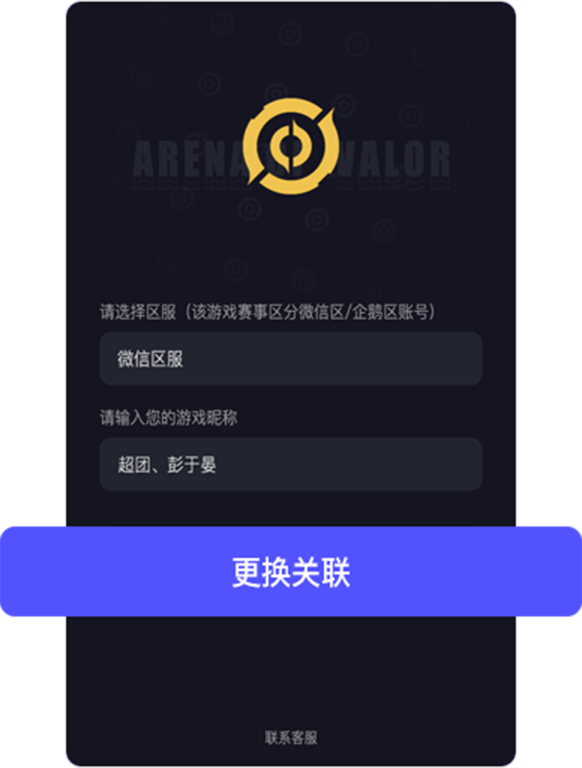 ARENA VALOR
请选择区服（该游戏赛事区分微信区/企鹅区账号）
微信区服
请输入您的游戏昵称
超团、彭于晏
更换关联
联系客服